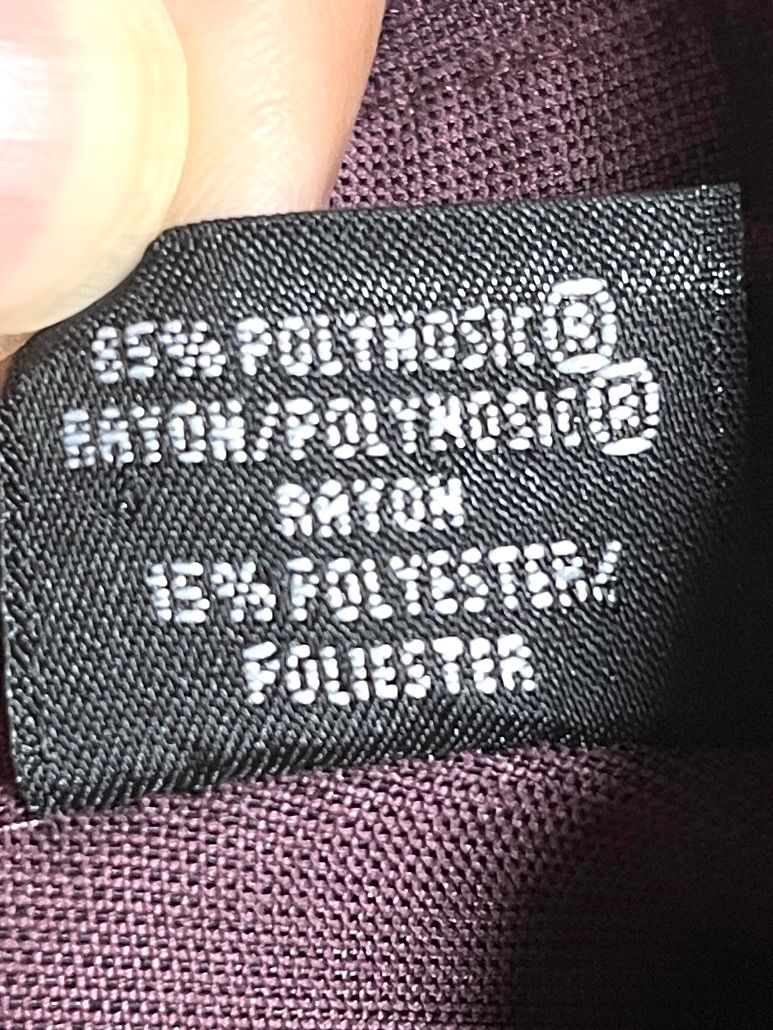 85% POLYNOSIC®
RAYON/POLYNOSIC®
RAYON
15% POLYESTER/
POLIESTER